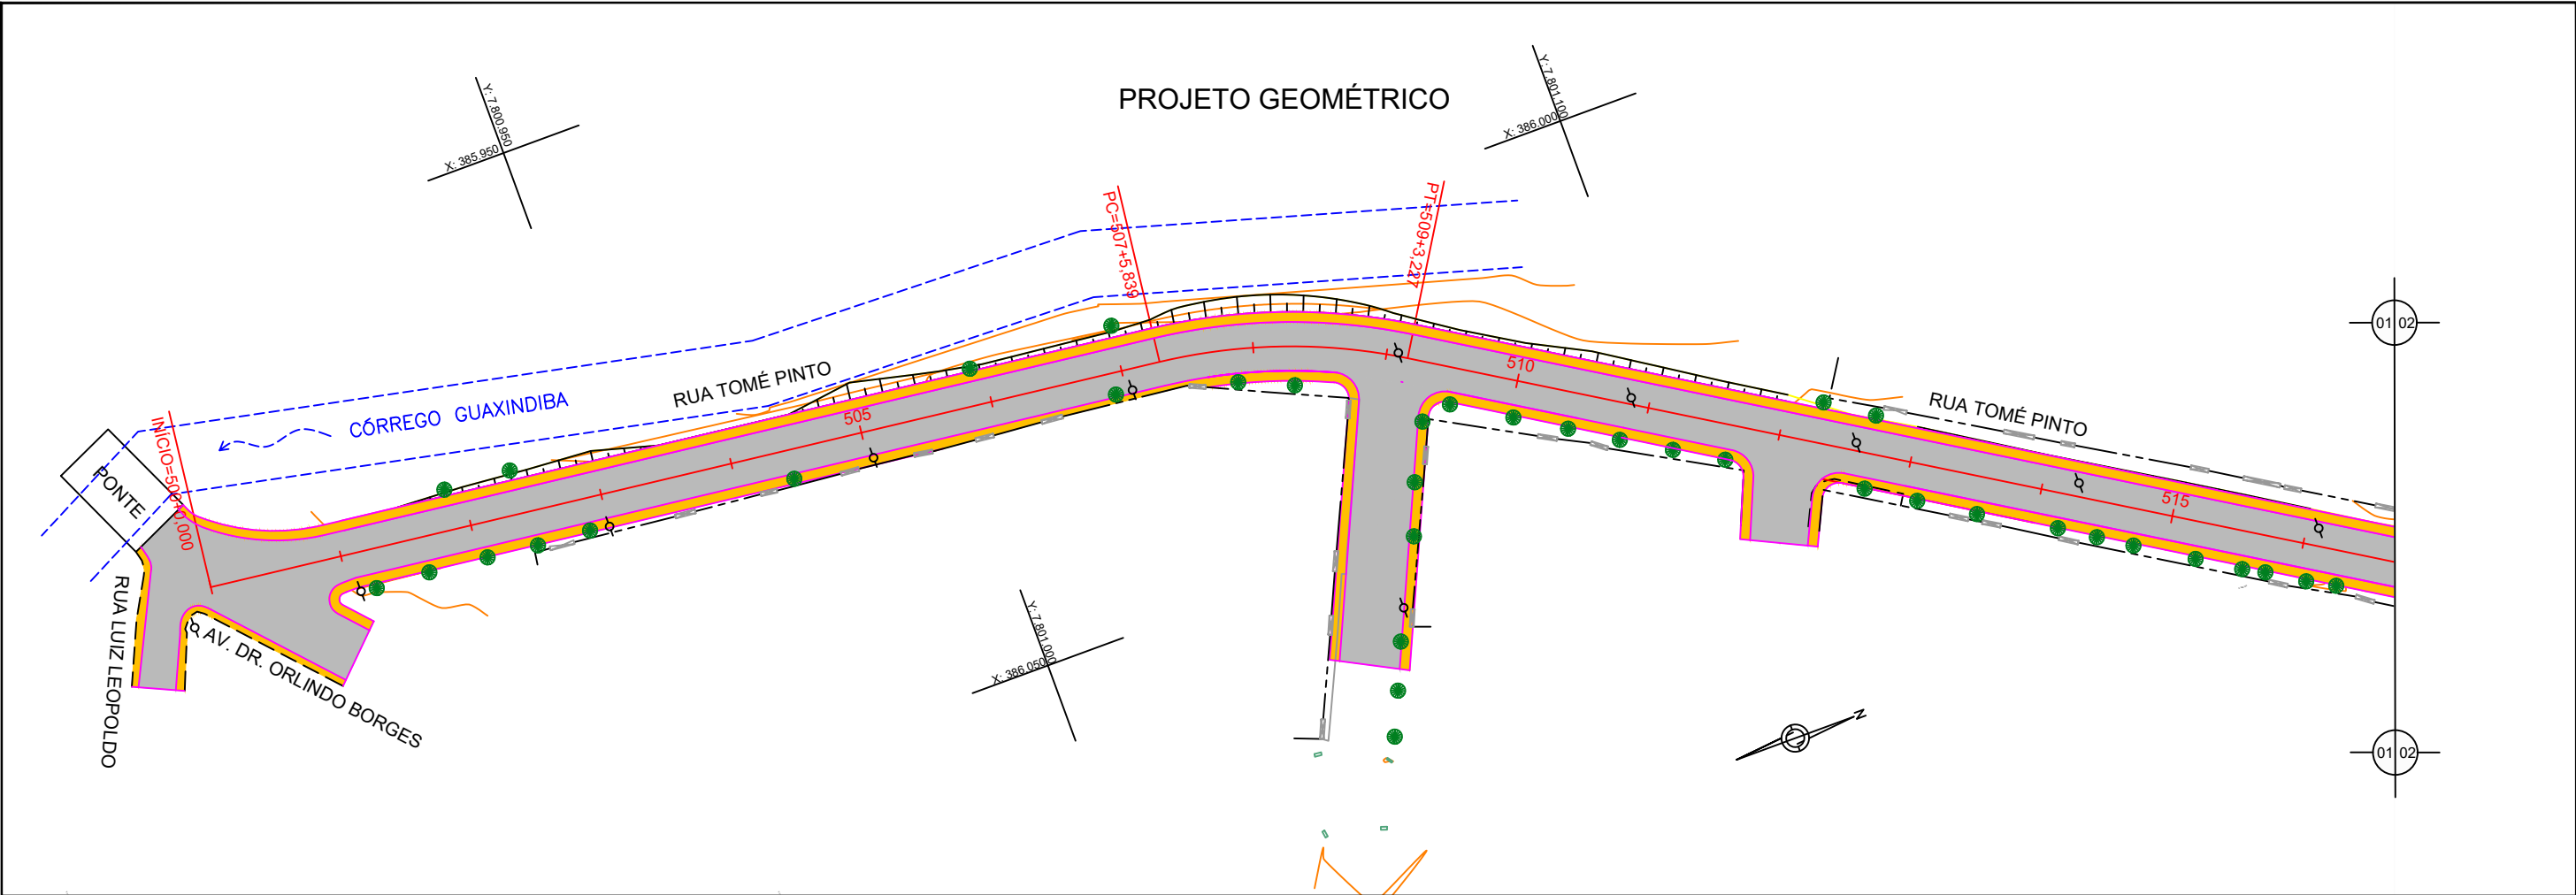 PROJETO GEOMÉTRICO
Y: 7.800.950
X: 385.950
Y: 7.801.100
X: 386.000
PC=507+5,839
PT=509+3,227
01 02
510
RUA TOMÉ PINTO
RUA TOMÉ PINTO
CÓRREGO GUAXINDIBA
505
INÍCIO=500+0,000
PONTE
515
RUA LUIZ LEOPOLDO
AV. DR. ORLINDO BORGES
Y: 7.801.000
X: 386.050
N
01 02